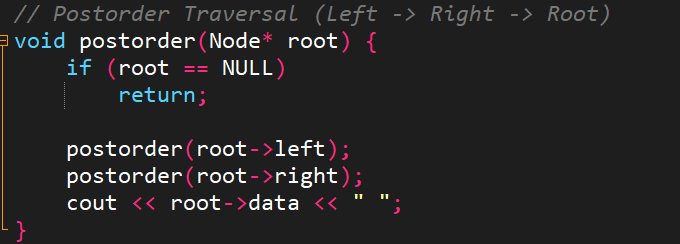 // Postorder Traversal (Left -> Right -> Root)
void postorder(Node* root) {
    if (root == NULL)
        return;

    postorder(root->left);
    postorder(root->right);
    cout << root->data << " ";
}